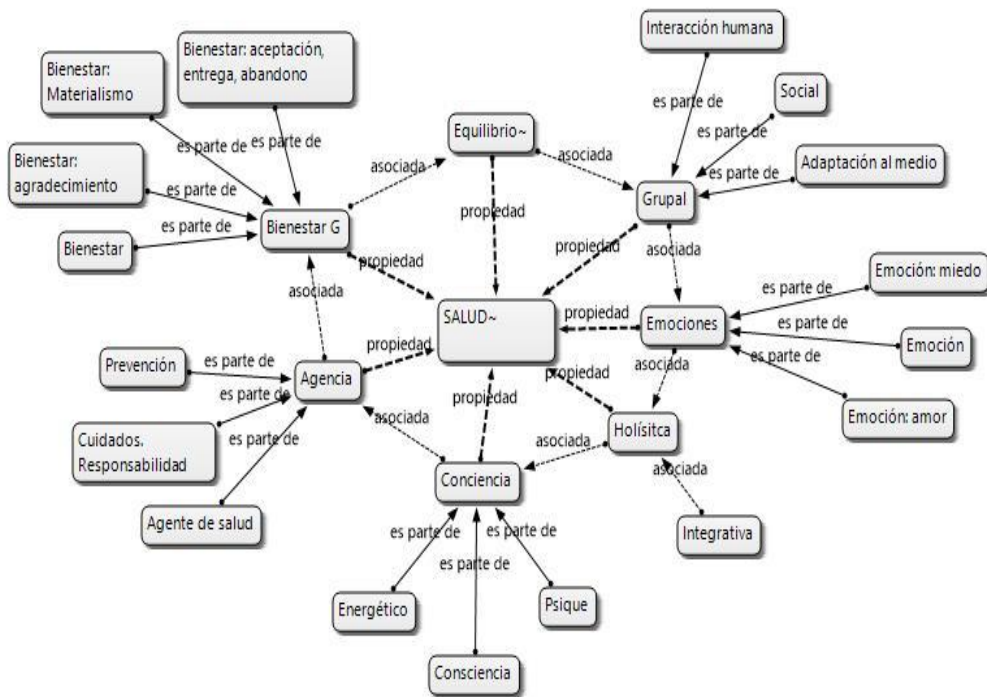 Interacción humana
Bienestar: aceptación,
entrega, abandono
Bienestar:
Materialismo
es parte de
Social
es parte de
es parte de
Equilibrio~
es parte de
Bienestar:
agradecimiento
asociada
asociada
es parte de
Adaptación al medio
es parte de
Grupal
propiedad
es parte de
Bienestar G
Bienestar
propiedad
propiedad
asociada
Emoción: miedo
asociada
es parte de
SALUD~
propiedad
Emociones
es parte de
Emoción
propiedad
Prevención
es parte de
Agencia
asociada
es parte de
propiedad
es parte de
propiedad
Emoción: amor
asociada
Holísitca
Cuidados.
Responsabilidad
es parte de
asociada
asociada
Conciencia
Agente de salud
Integrativa
es parte de
es parte de
es parte de
Energético
Psique
Consciencia